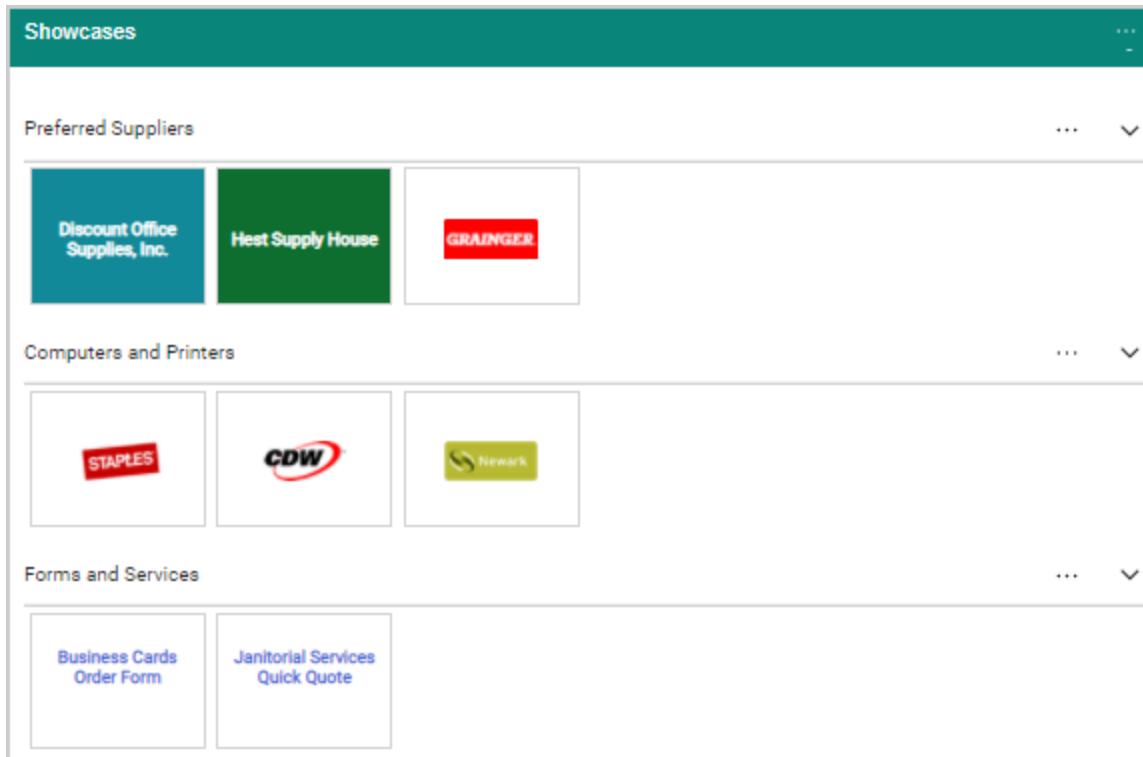 Showcases
Preferred Suppliers
Discount Office
Supplies, Inc.
Hest Supply House
GRAINGER
Computers and Printers
STAPLES
CDW
Newark
Forms and Services
Business Cards
Order Form
Janitorial Services
Quick Quote